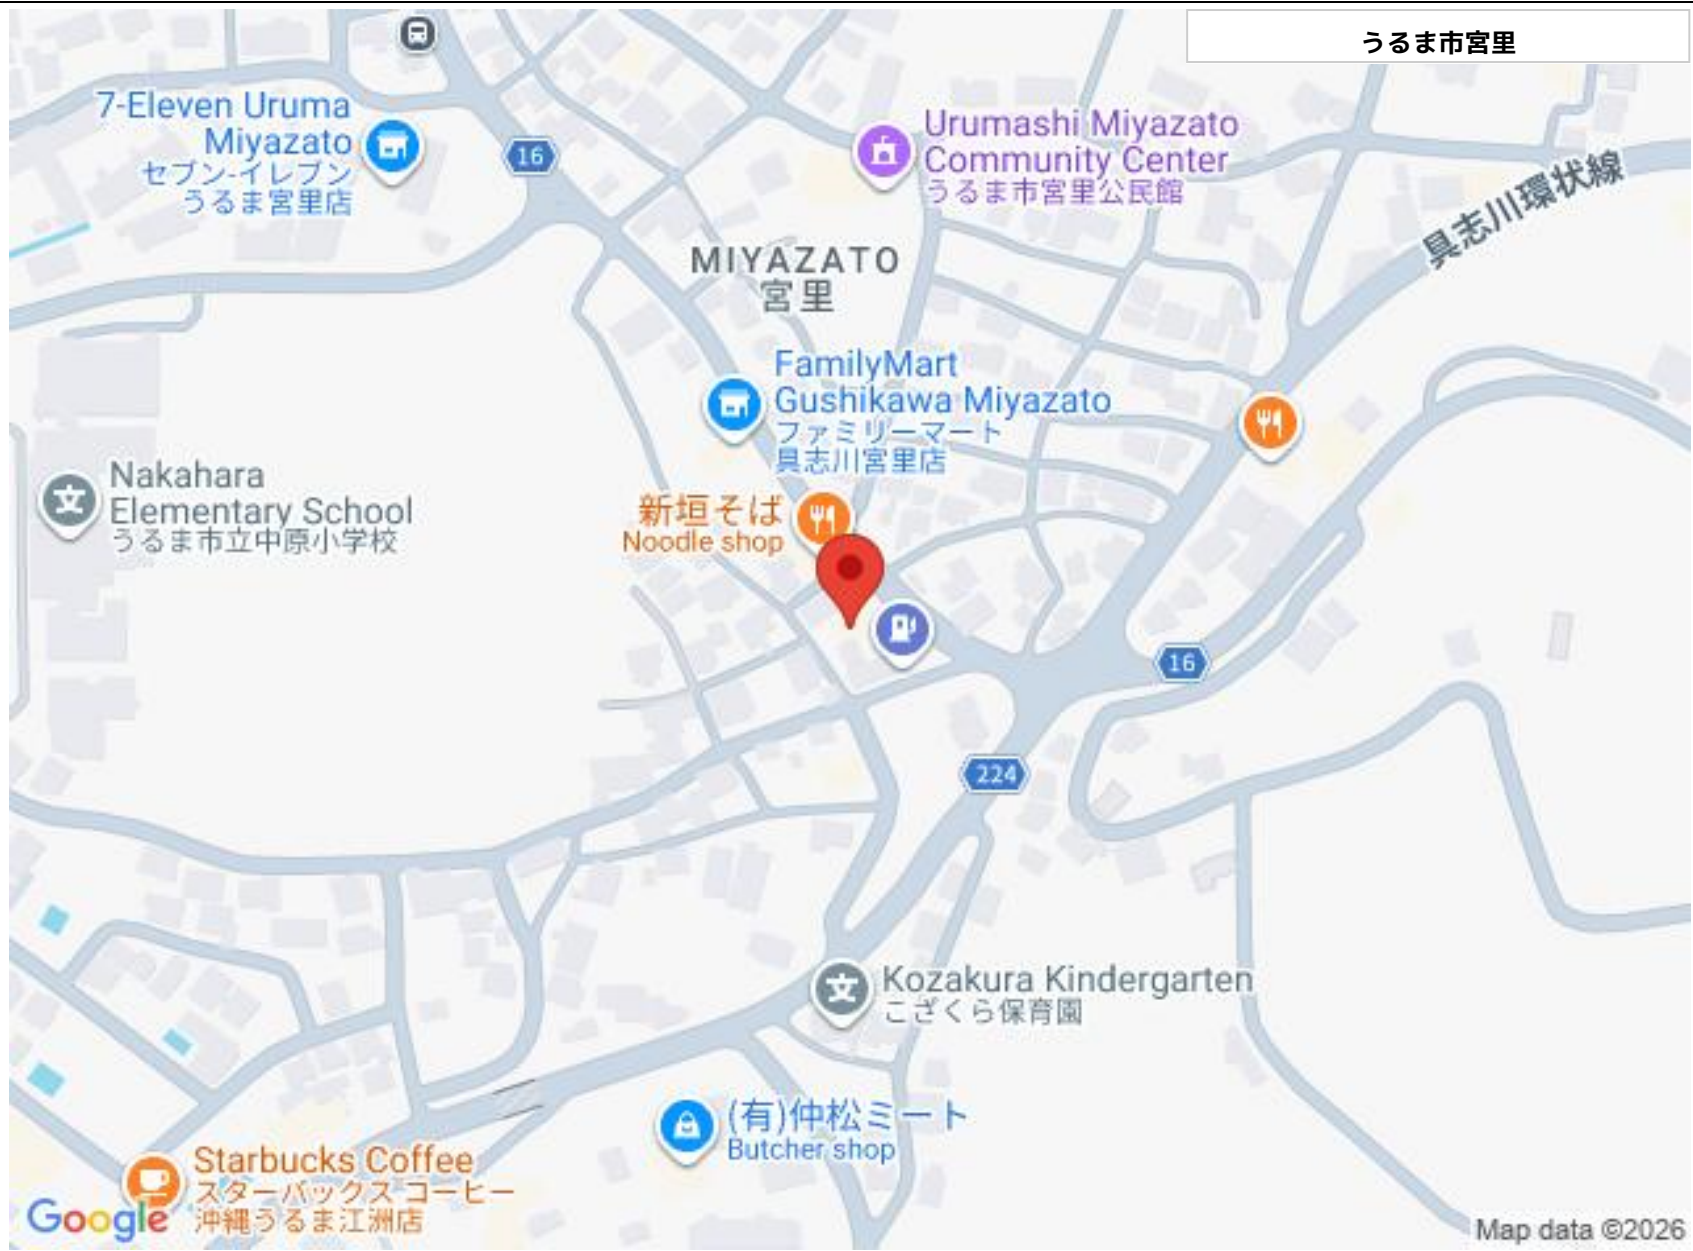 うるま市宮里
7-Eleven Uruma
Miyazato
セブン-イレブン
うるま宮里店
16
Urumashi Miyazato
Community Center
うるま市宮里公民館
具志川環状線
MIYAZATO
宮里
FamilyMart
Gushikawa Miyazato
ファミリーマート
具志川宮里店
Nakahara
Elementary School
うるま市立中原小学校
新垣そば
Noodle shop
16
224
Kozakura Kindergarten
こざくら保育園
(有)仲松ミート
Butcher shop
Starbucks Coffee
スターバックス コーヒー
沖縄うるま江洲店
Google
Map data ©2026